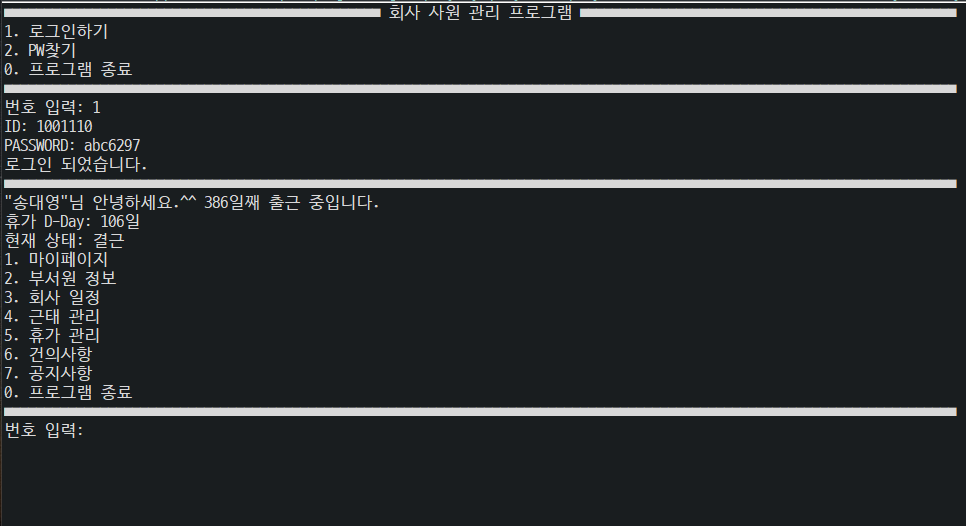 회사 사원 관리 프로그램
1. 로그인하기
2. PW찾기
0. 프로그램 종료
번호 입력: 1
ID: 1001110
PASSWORD: abc6297
로그인 되었습니다.
"송대영"님 안녕하세요.^^ 386일째 출근 중입니다.
휴가 D-Day: 106일
현재 상태: 결근
1. 마이페이지
2. 부서원 정보
3. 회사 일정
4. 근태 관리
5. 휴가 관리
6. 건의사항
7. 공지사항
0. 프로그램 종료
번호 입력: